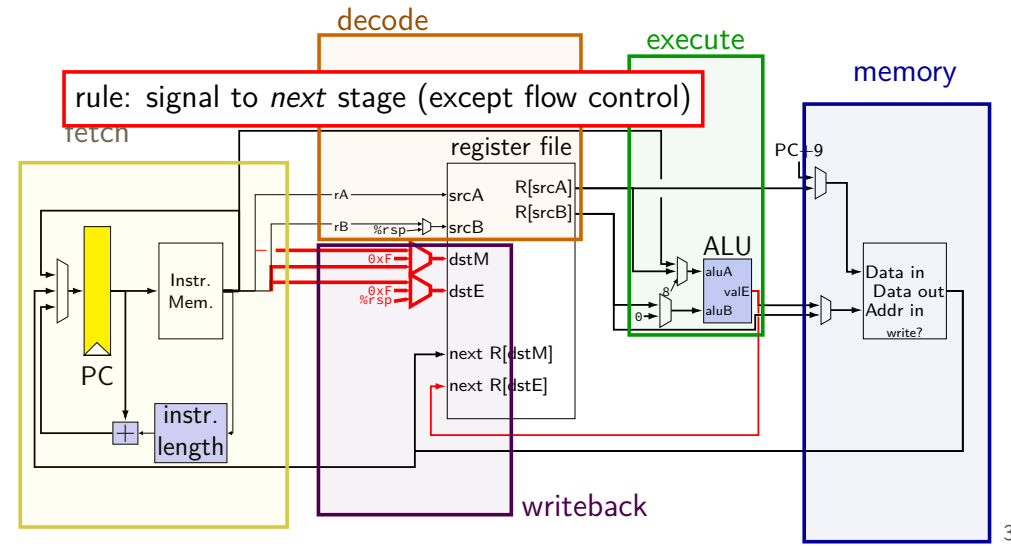 decode
execute
memory
rule: signal to next stage (except flow control)
fetch
register file
PC+9
rA
srcA
R[srcA]
R[srcB]
rB
%rsp
srcB
0xF
dstM
ALU
Instr.
Mem.
aluA
Data in
0xF
dstE
8
valE
Data out
%rsp
0
aluB
Addr in
write?
PC
next R[dstM]
next R[dstE]
+
instr.
length
writeback
3